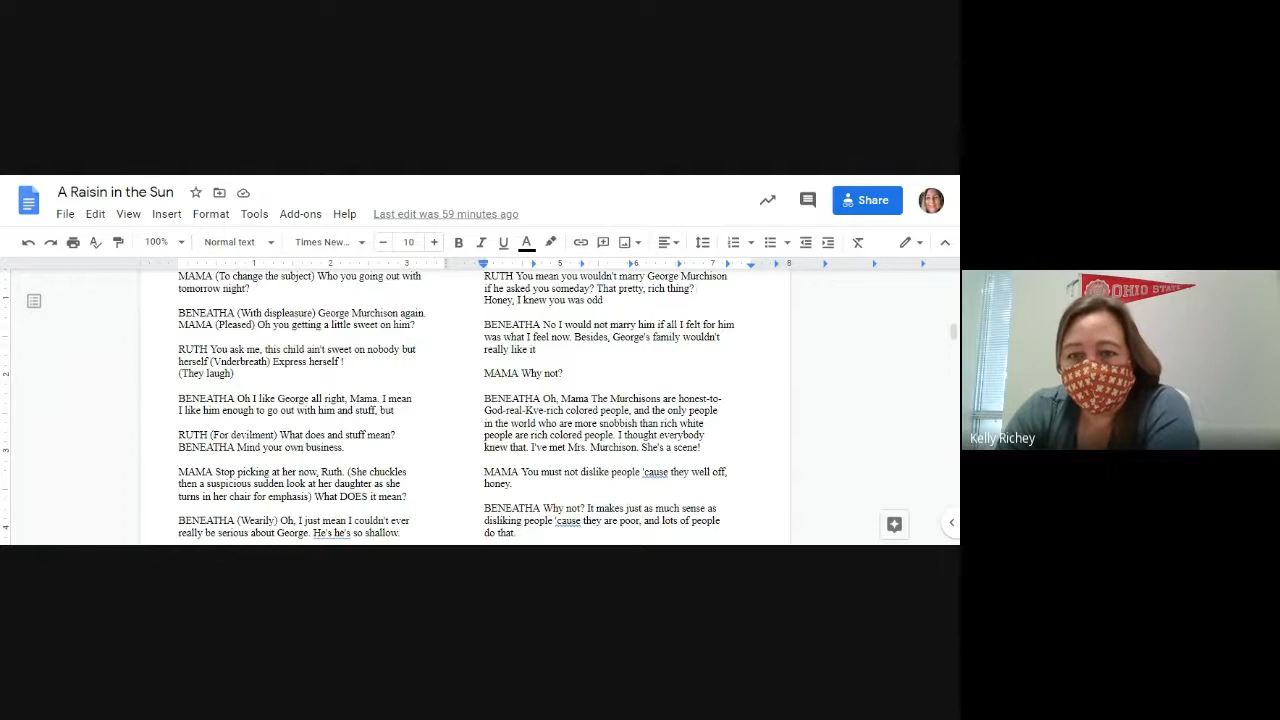 A Raisin in the Sun
File Edit View Insert Format Tools Add-ons Help Last edit was 59 minutes ago
Share
100% Normal text Times New... 10 B I U A
1 2 3 5 6 7 8
MAMA (To change the subject) Who you going out with
tomorrow night?
BENEATHA (With displeasure) George Murchison again.
MAMA (Pleased) Oh you getting a little sweet on him?
RUTH You ask me, this child ain't sweet on nobody but
herself (Vnderbreath) Express herself !
(They laugh)
BENEATHA Oh I like George all right, Mama. I mean
I like him enough to go out with him and stuff, but
RUTH (For devilment) What does and stuff mean?
BENEATHA Mind your own business.
MAMA Stop picking at her now, Ruth. (She chuckles
then a suspicious sudden look at her daughter as she
turns in her chair for emphasis) What DOES it mean?
BENEATHA (Wearily) Oh, I just mean I couldn't ever
really be serious about George. He's he's so shallow.
RUTH You mean you wouldn't marry George Murchison
if he asked you someday? That pretty, rich thing?
Honey, I knew you was odd
BENEATHA No I would not marry him if all I felt for him
was what I feel now. Besides, George's family wouldn't
really like it
MAMA Why not?
BENEATHA Oh, Mama The Murchisons are honest-to-
God-real-Kve-rich colored people, and the only people
in the world who are more snobbish than rich white
people are rich colored people. I thought everybody
knew that. I've met Mrs. Murchison. She's a scene!
MAMA You must not dislike people 'cause they well off,
honey.
BENEATHA Why not? It makes just as much sense as
disliking people 'cause they are poor, and lots of people
do that.
1
2
3
4
OHIO STATE
Kelly Richey